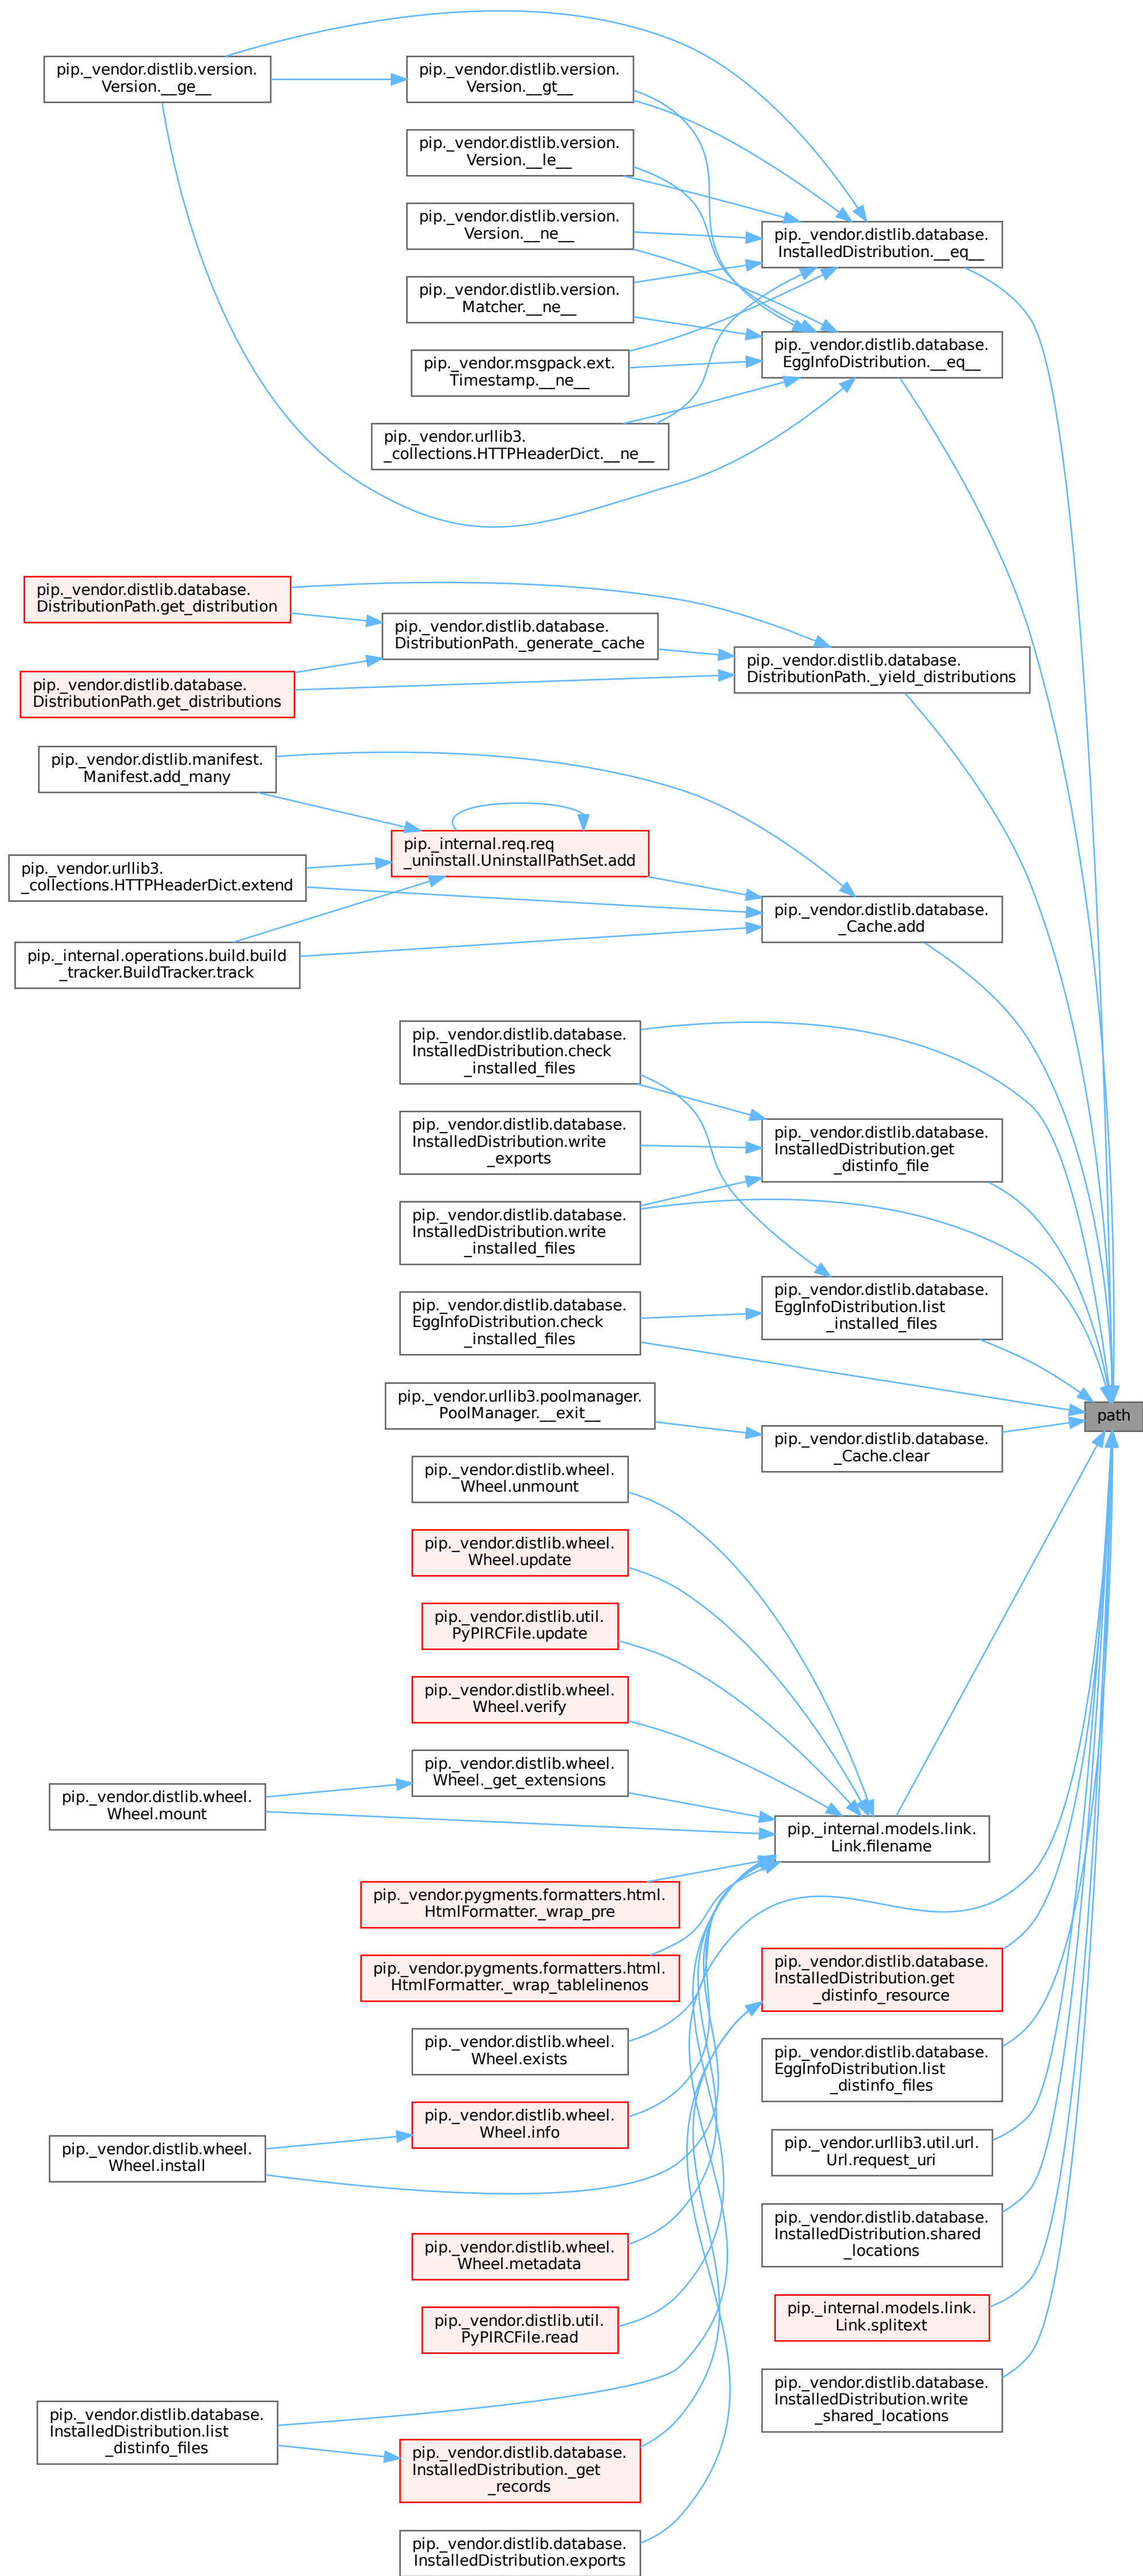 pip._vendor.distlib.version.
Version.__ge__
pip._vendor.distlib.version.
Version.__gt__
pip._vendor.distlib.version.
Version.__le__
pip._vendor.distlib.version.
Version.__ne__
pip._vendor.distlib.database.
InstalledDistribution.__eq__
pip._vendor.distlib.version.
Matcher.__ne__
pip._vendor.distlib.database.
EggInfoDistribution.__eq__
pip._vendor.msgpack.ext.
Timestamp.__ne__
pip._vendor.urllib3.
_collections.HTTPHeaderDict.__ne__
pip._vendor.distlib.database.
DistributionPath.get_distribution
pip._vendor.distlib.database.
DistributionPath._generate_cache
pip._vendor.distlib.database.
DistributionPath._yield_distributions
pip._vendor.distlib.database.
DistributionPath.get_distributions
pip._vendor.distlib.manifest.
Manifest.add_many
pip._internal.req.req
_uninstall.UninstallPathSet.add
pip._vendor.urllib3.
_collections.HTTPHeaderDict.extend
pip._vendor.distlib.database.
_Cache.add
pip._internal.operations.build.build
_tracker.BuildTracker.track
pip._vendor.distlib.database.
InstalledDistribution.check
_installed_files
pip._vendor.distlib.database.
InstalledDistribution.write
_exports
pip._vendor.distlib.database.
InstalledDistribution.get
_distinfo_file
pip._vendor.distlib.database.
InstalledDistribution.write
_installed_files
pip._vendor.distlib.database.
EggInfoDistribution.list
_installed_files
pip._vendor.distlib.database.
EggInfoDistribution.check
_installed_files
pip._vendor.urllib3.poolmanager.
PoolManager.__exit__
path
pip._vendor.distlib.database.
_Cache.clear
pip._vendor.distlib.wheel.
Wheel.unmount
pip._vendor.distlib.wheel.
Wheel.update
pip._vendor.distlib.util.
PyPIRCFile.update
pip._vendor.distlib.wheel.
Wheel.verify
pip._vendor.distlib.wheel.
Wheel._get_extensions
pip._vendor.distlib.wheel.
Wheel.mount
pip._internal.models.link.
Link.filename
pip._vendor.pygments.formatters.html.
HtmlFormatter._wrap_pre
pip._vendor.pygments.formatters.html.
HtmlFormatter._wrap_tablelinenos
pip._vendor.distlib.database.
InstalledDistribution.get
_distinfo_resource
pip._vendor.distlib.wheel.
Wheel.exists
pip._vendor.distlib.database.
EggInfoDistribution.list
_distinfo_files
pip._vendor.distlib.wheel.
Wheel.info
pip._vendor.distlib.wheel.
Wheel.install
pip._vendor.urllib3.util.url.
Url.request_uri
pip._vendor.distlib.database.
InstalledDistribution.shared
_locations
pip._vendor.distlib.wheel.
Wheel.metadata
pip._internal.models.link.
Link.splitext
pip._vendor.distlib.util.
PyPIRCFile.read
pip._vendor.distlib.database.
InstalledDistribution.write
_shared_locations
pip._vendor.distlib.database.
InstalledDistribution.list
_distinfo_files
pip._vendor.distlib.database.
InstalledDistribution._get
_records
pip._vendor.distlib.database.
InstalledDistribution.exports